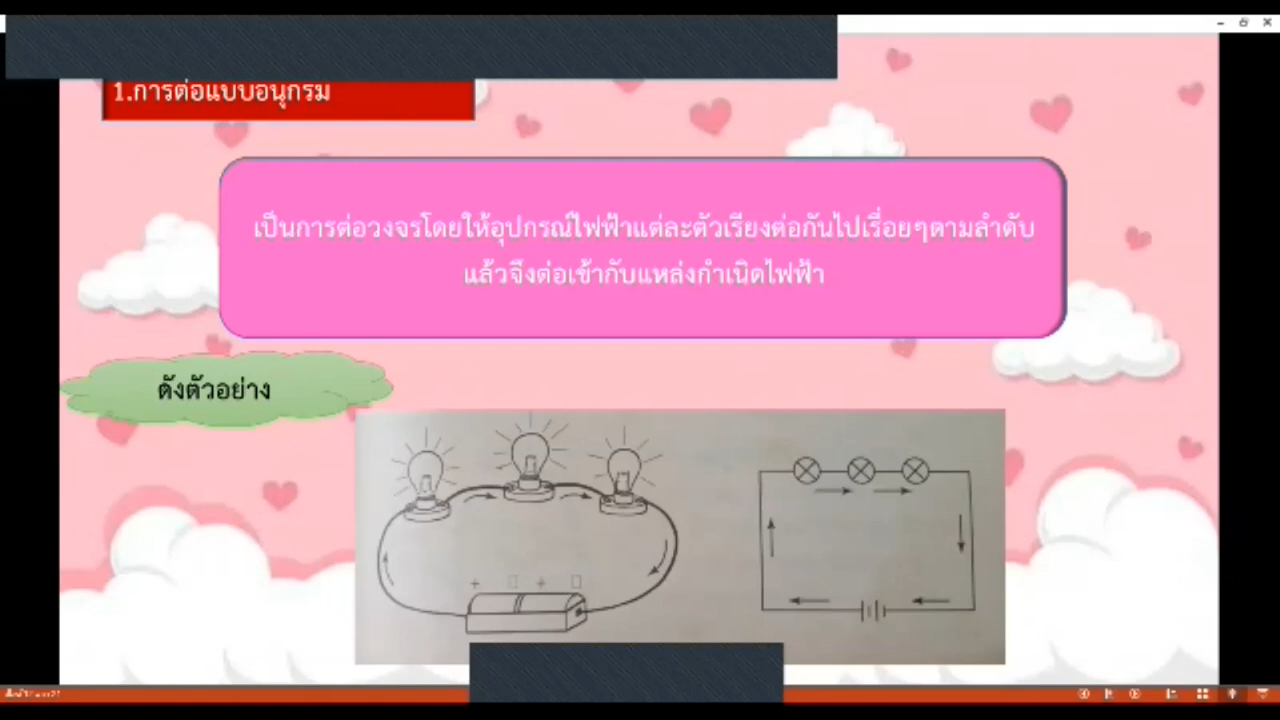 1.การต่อแบบอนุกรม
เป็นการต่อวงจรโดยให้อุปกรณ์ไฟฟ้าแต่ละตัวเรียงต่อกันไปเรื่อยๆตามลำดับ
แล้วจึงต่อเข้ากับแหล่งกำเนิดไฟฟ้า
ดังตัวอย่าง
+ +